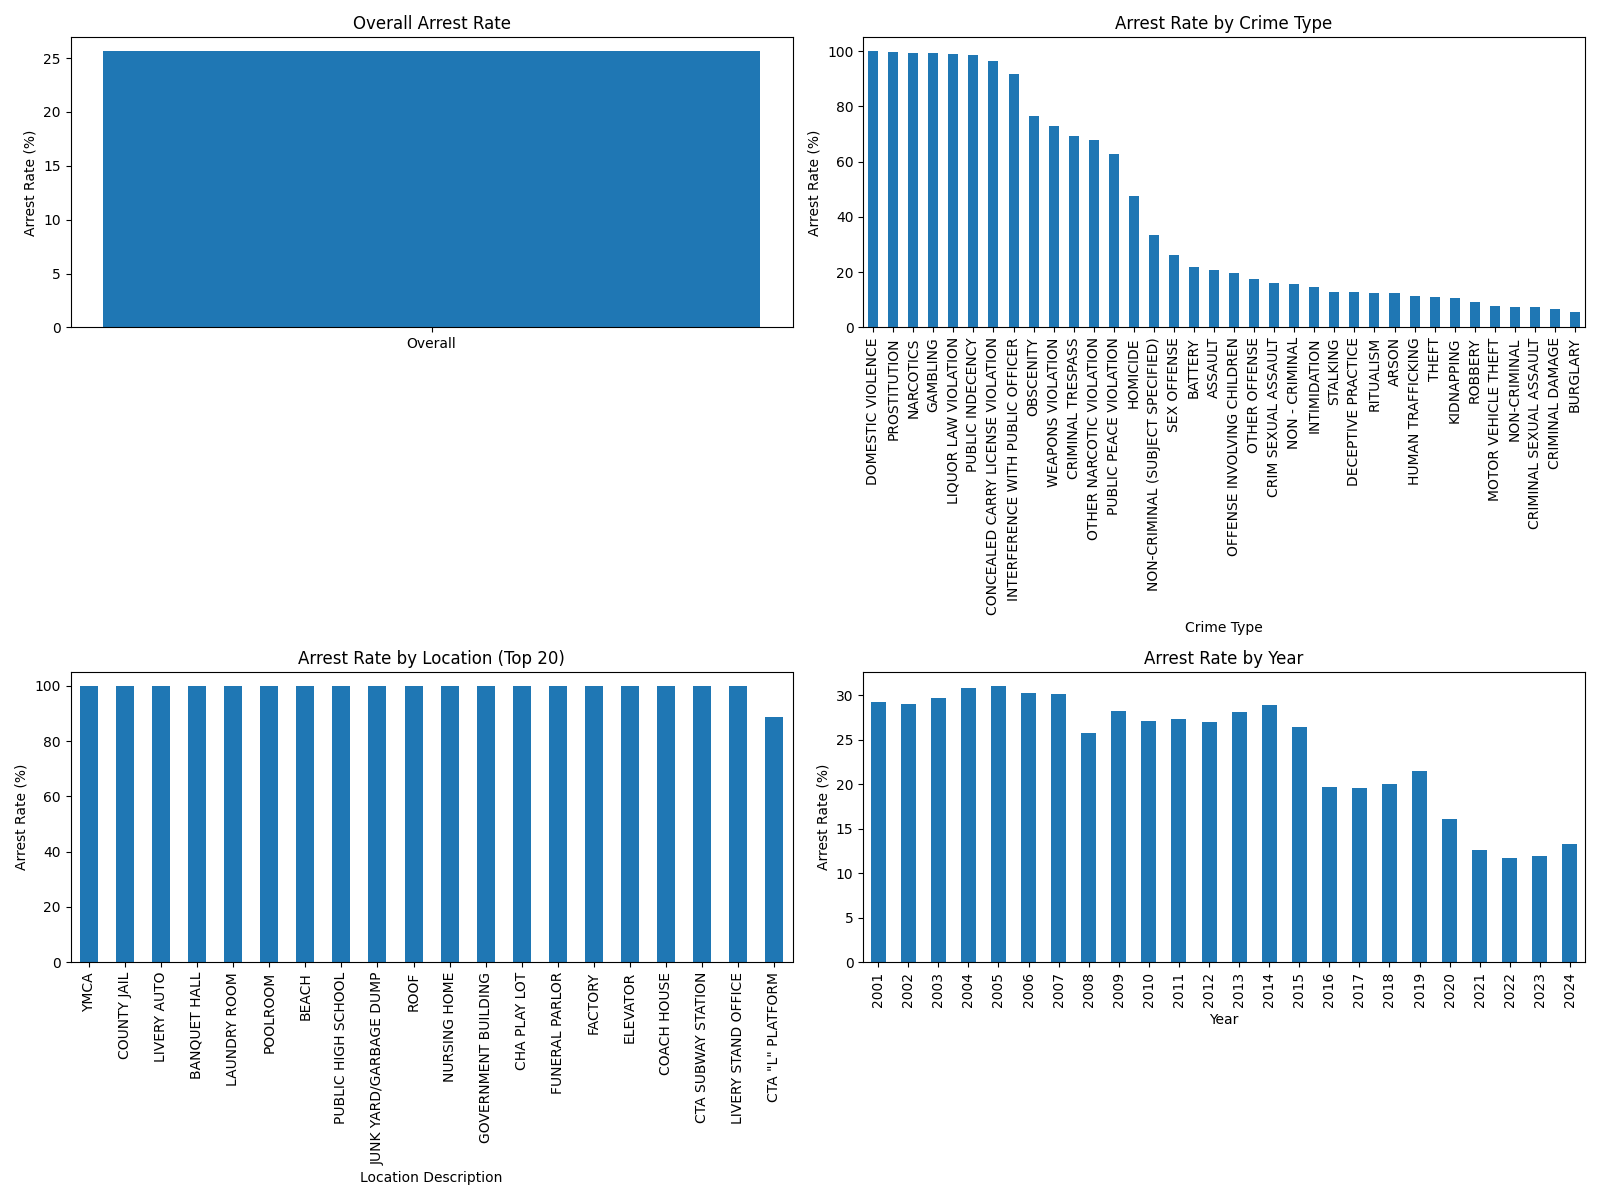 Overall Arrest Rate
Arrest Rate (%)
25
20
15
10
5
0
Overall
Arrest Rate by Crime Type
Arrest Rate (%)
100
80
60
40
20
0
DOMESTIC VIOLENCE
PROSTITUTION
NARCOTICS
GAMBLING
LIQUOR LAW VIOLATION
PUBLIC INDECENCY
CONCEALED CARRY LICENSE VIOLATION
INTERFERENCE WITH PUBLIC OFFICER
OBSCENITY
WEAPONS VIOLATION
CRIMINAL TRESPASS
OTHER NARCOTIC VIOLATION
PUBLIC PEACE VIOLATION
HOMICIDE
NON-CRIMINAL (SUBJECT SPECIFIED)
SEX OFFENSE
BATTERY
ASSAULT
OFFENSE INVOLVING CHILDREN
OTHER OFFENSE
CRIM SEXUAL ASSAULT
NON - CRIMINAL
INTIMIDATION
STALKING
DECEPTIVE PRACTICE
RITUALISM
ARSON
HUMAN TRAFFICKING
THEFT
KIDNAPPING
ROBBERY
MOTOR VEHICLE THEFT
NON-CRIMINAL
CRIMINAL SEXUAL ASSAULT
CRIMINAL DAMAGE
BURGLARY
Crime Type
Arrest Rate by Location (Top 20)
Arrest Rate (%)
100
80
60
40
20
0
YMCA
COUNTY JAIL
LIVERY AUTO
BANQUET HALL
LAUNDRY ROOM
POOLROOM
BEACH
PUBLIC HIGH SCHOOL
JUNK YARD/GARBAGE DUMP
ROOF
NURSING HOME
GOVERNMENT BUILDING
CHA PLAY LOT
FUNERAL PARLOR
FACTORY
ELEVATOR
COACH HOUSE
CTA SUBWAY STATION
LIVERY STAND OFFICE
CTA "L" PLATFORM
Location Description
Arrest Rate by Year
Arrest Rate (%)
30
25
20
15
10
5
0
2001
2002
2003
2004
2005
2006
2007
2008
2009
2010
2011
2012
2013
2014
2015
2016
2017
2018
2019
2020
2021
2022
2023
2024
Year